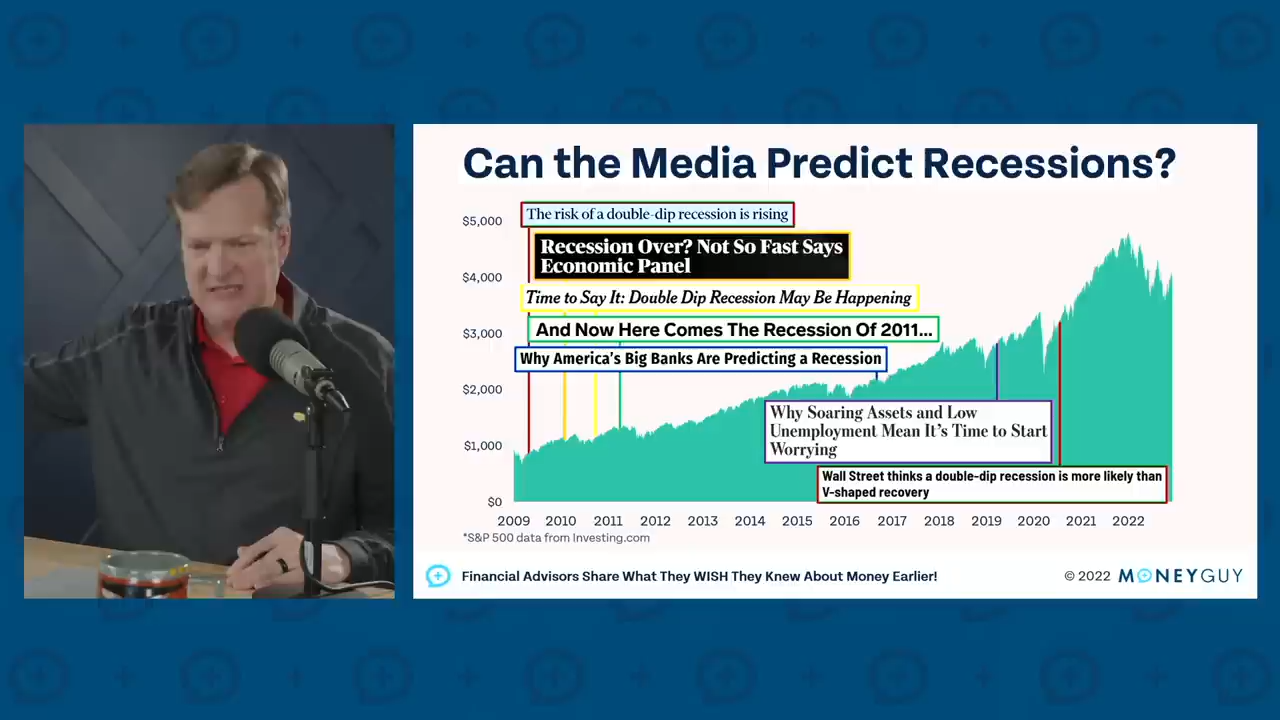 Can the Media Predict Recessions?
$5,000
$4,000
$3,000
$2,000
$1,000
$0
The risk of a double-dip recession is rising
Recession Over? Not So Fast Says
Economic Panel
Time to Say It: Double Dip Recession May Be Happening
And Now Here Comes The Recession Of 2011...
Why America's Big Banks Are Predicting a Recession
Why Soaring Assets and Low
Unemployment Mean It's Time to Start
Worrying
Wall Street thinks a double-dip recession is more likely than
V-shaped recovery
2009 2010 2011 2012 2013 2014 2015 2016 2017 2018 2019 2020 2021 2022
*S&P 500 data from Investing.com
Financial Advisors Share What They WISH They Knew About Money Earlier!
© 2022 MONEYGUY